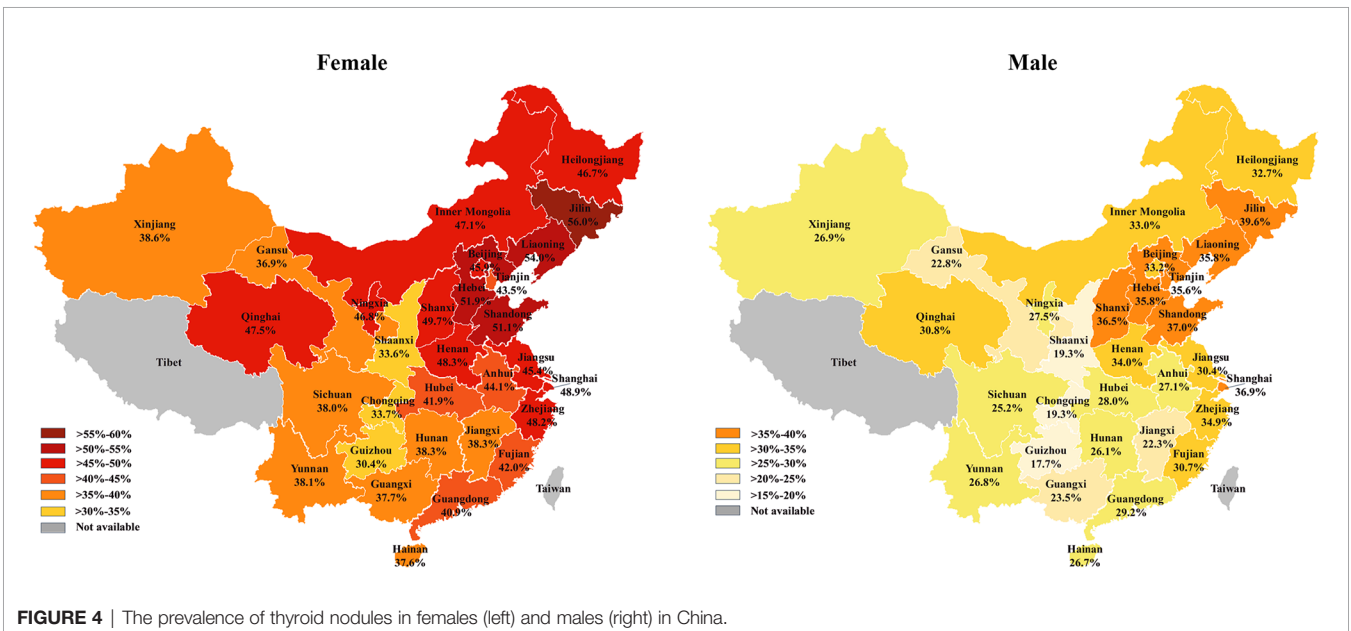 Female
Heilongjiang
46.7%
Jilin
56.0%
Inner Mongolia
47.1%
Liaoning
54.0%
Xinjiang
38.6%
Gansu
36.9%
Beijing
45.9%
Tianjin
43.5%
Hebei
51.9%
Ningxia
46.8%
Shanxi
49.7%
Shandong
51.1%
Qinghai
47.5%
Shaanxi
33.6%
Henan
48.3%
Jiangsu
45.4%
Tibet
Anhui
44.1%
Shanghai
48.9%
Hubei
41.9%
Sichuan
38.0%
Chongqing
33.7%
Zhejiang
48.2%
Hunan
38.3%
Jiangxi
38.3%
Guizhou
30.4%
Fujian
42.0%
Yunnan
38.1%
Guangxi
37.7%
Guangdong
40.9%
Taiwan
Hainan
37.6%
>55%-60%
>50%-55%
>45%-50%
>40%-45%
>35%-40%
>30%-35%
Not available
Male
Heilongjiang
32.7%
Jilin
39.6%
Inner Mongolia
33.0%
Liaoning
35.8%
Xinjiang
26.9%
Gansu
22.8%
Beijing
33.2%
Tianjin
35.6%
Hebei
35.8%
Ningxia
27.5%
Shanxi
36.5%
Shandong
37.0%
Qinghai
30.8%
Shaanxi
19.3%
Henan
34.0%
Jiangsu
30.4%
Tibet
Anhui
27.1%
Shanghai
36.9%
Hubei
28.0%
Sichuan
25.2%
Chongqing
19.3%
Zhejiang
34.9%
Hunan
26.1%
Jiangxi
22.3%
Guizhou
17.7%
Fujian
30.7%
Yunnan
26.8%
Guangxi
23.5%
Guangdong
29.2%
Taiwan
Hainan
26.7%
>35%-40%
>30%-35%
>25%-30%
>20%-25%
>15%-20%
Not available
FIGURE 4 | The prevalence of thyroid nodules in females (left) and males (right) in China.